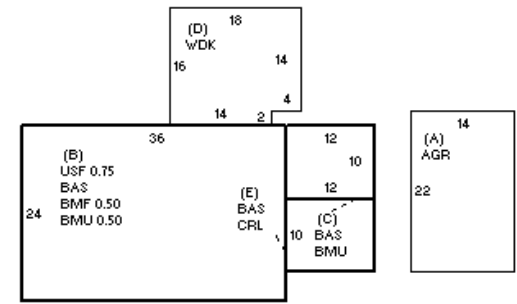 18
(D)
WDK
16
14
4
14
2
36
(B)
USF 0.75
BAS
BMF 0.50
BMU 0.50
24
(E)
BAS
CRL
12
10
12
10
(C)
BAS
BMU
14
(A)
AGR
22